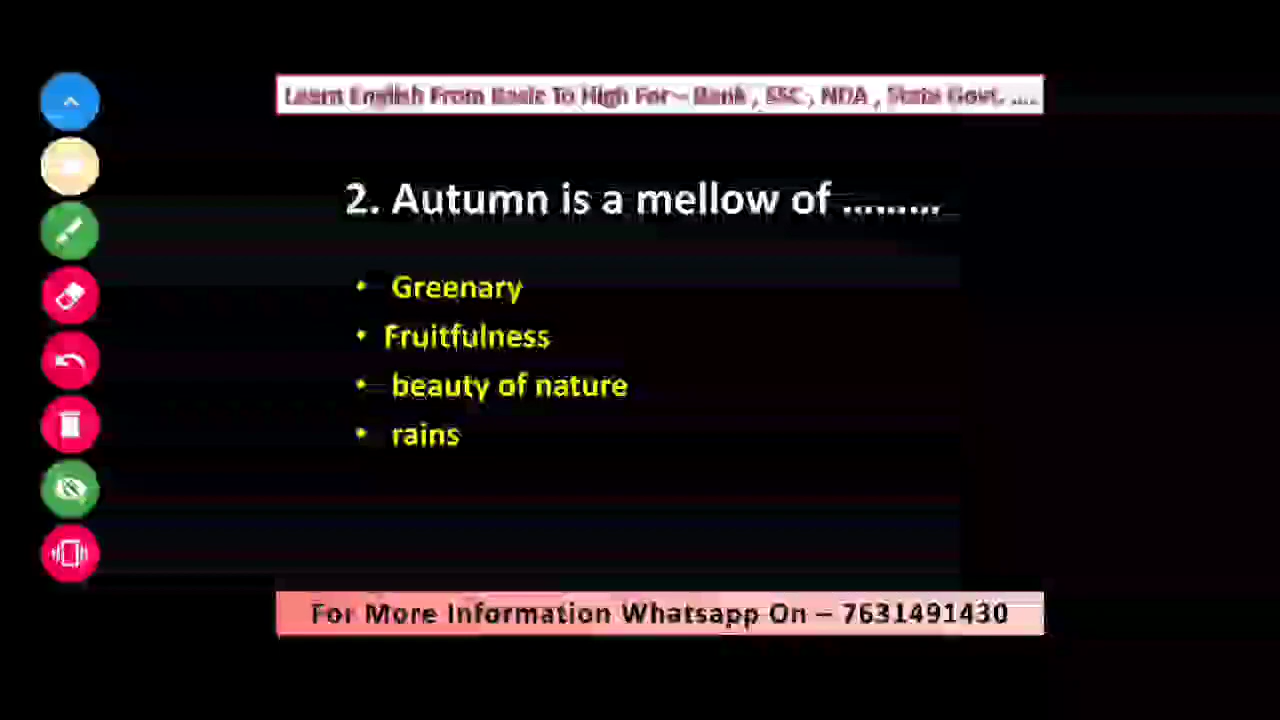 Learn English From Basic To High For – Bank , SSC , NDA , State Govt. ....
2. Autumn is a mellow of ………
• Greenary
• Fruitfulness
• beauty of nature
• rains
For More Information Whatsapp On – 7631491430